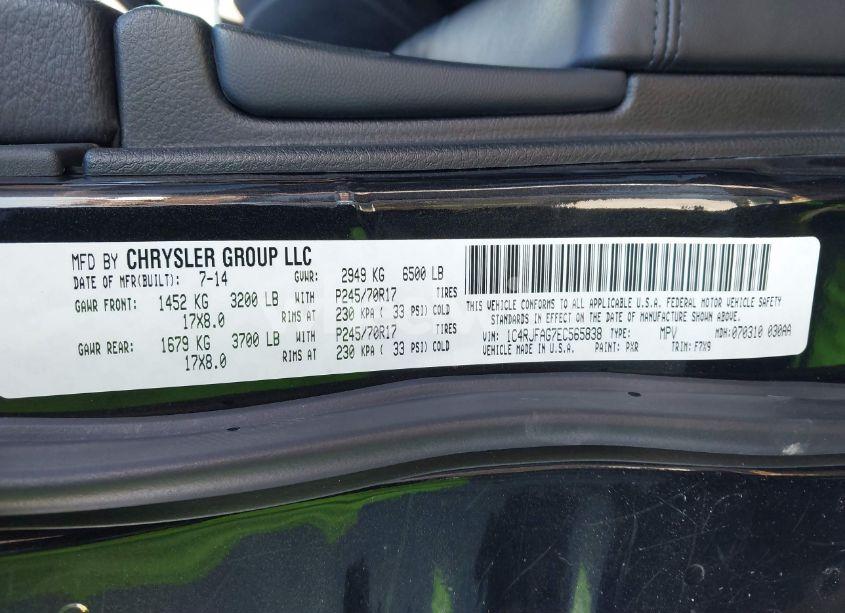 MFD BY CHRYSLER GROUP LLC
DATE OF MFR(BUILT): 7-14 GVWR: 2949 KG 6500 LB
GAWR FRONT: 1452 KG 3200 LB WITH P245/70R17 TIRES
17X8.0 RIMS AT 230 KPA ( 33 PSI) COLD
GAWR REAR: 1679 KG 3700 LB WITH P245/70R17 TIRES
17X8.0 RIMS AT 230 KPA ( 33 PSI) COLD
THIS VEHICLE CONFORMS TO ALL APPLICABLE U.S.A. FEDERAL MOTOR VEHICLE SAFETY
STANDARDS IN EFFECT ON THE DATE OF MANUFACTURE SHOWN ABOVE.
VIN: 1C4RJFAG7EC565838 TYPE: MPV MDH: 070310 030AA
VEHICLE MADE IN U.S.A. PAINT: PXR TRIM: F7X9